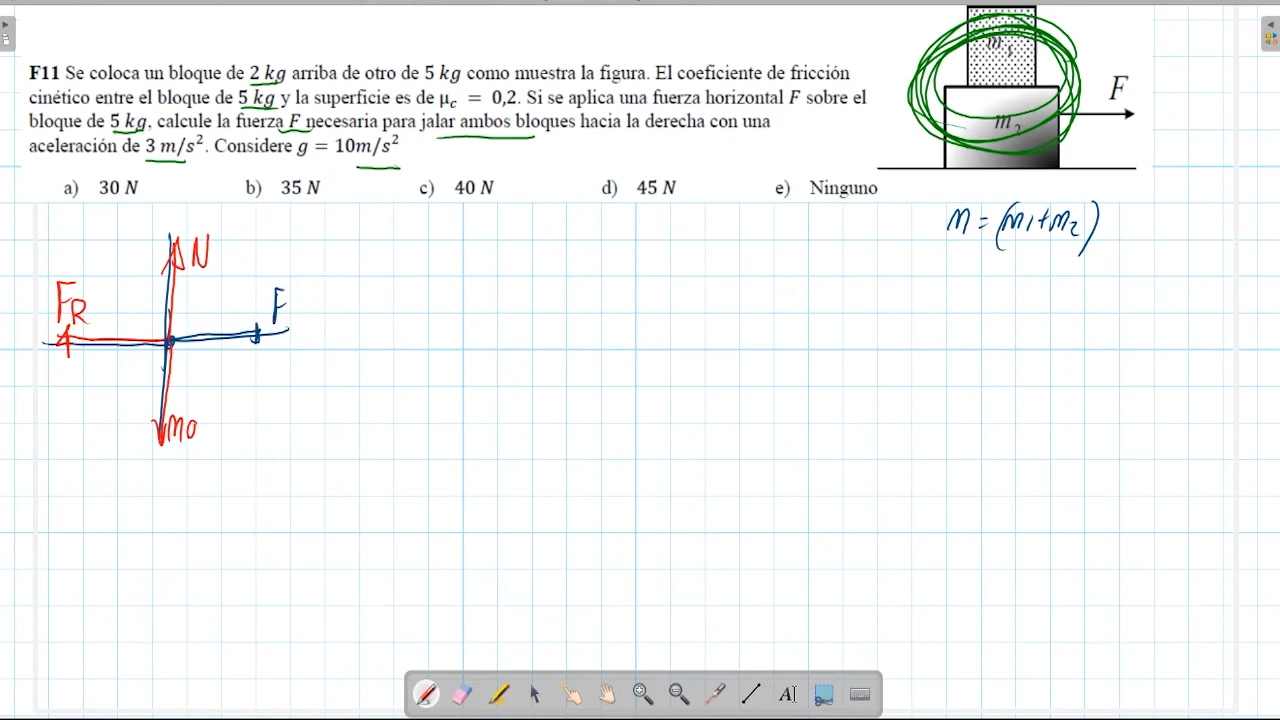 F11 Se coloca un bloque de 2 kg arriba de otro de 5 kg como muestra la figura. El coeficiente de fricción
cinético entre el bloque de 5 kg y la superficie es de μc = 0,2. Si se aplica una fuerza horizontal F sobre el
bloque de 5 kg, calcule la fuerza F necesaria para jalar ambos bloques hacia la derecha con una
aceleración de 3 m/s². Considere g = 10m/s²
a) 30 N b) 35 N c) 40 N d) 45 N e) Ninguno
m1
m2
F
m = (m1+m2)
N
FR
F
AI